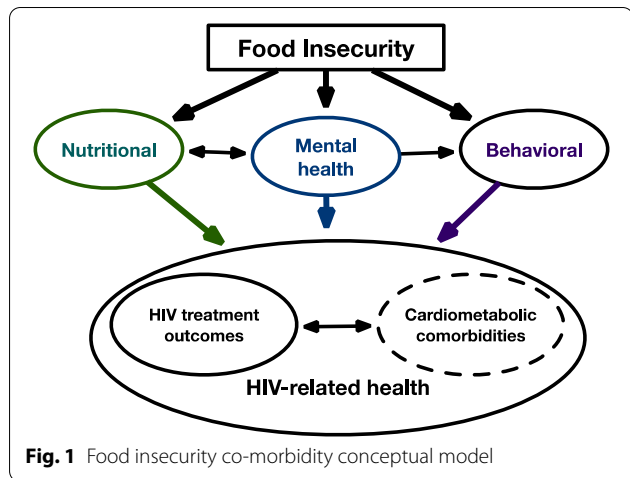 Food Insecurity
Nutritional
Mental
health
Behavioral
HIV treatment
outcomes
Cardiometabolic
comorbidities
HIV-related health
Fig. 1 Food insecurity co-morbidity conceptual model